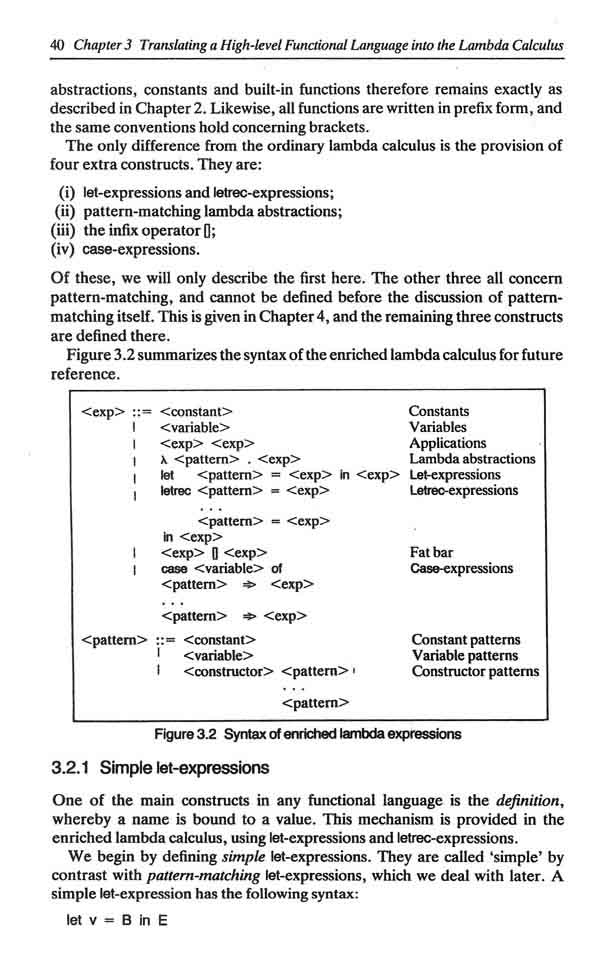 40 Chapter 3 Translating a High-level Functional Language into the Lambda Calculus
abstractions, constants and built-in functions therefore remains exactly as
described in Chapter 2. Likewise, all functions are written in prefix form, and
the same conventions hold concerning brackets.
The only difference from the ordinary lambda calculus is the provision of
four extra constructs. They are:
(i) let-expressions and letrec-expressions;
(ii) pattern-matching lambda abstractions;
(iii) the infix operator [];
(iv) case-expressions.
Of these, we will only describe the first here. The other three all concern
pattern-matching, and cannot be defined before the discussion of pattern-
matching itself. This is given in Chapter 4, and the remaining three constructs
are defined there.
Figure 3.2 summarizes the syntax of the enriched lambda calculus for future
reference.
<exp> ::= <constant> Constants
| <variable> Variables
| <exp> <exp> Applications
| λ <pattern> . <exp> Lambda abstractions
| let <pattern> = <exp> in <exp> Let-expressions
| letrec <pattern> = <exp> Letrec-expressions
. . .
<pattern> = <exp>
in <exp>
| <exp> [] <exp> Fat bar
| case <variable> of Case-expressions
<pattern> ⇒ <exp>
. . .
<pattern> ⇒ <exp>
<pattern> ::= <constant> Constant patterns
| <variable> Variable patterns
| <constructor> <pattern> Constructor patterns
. . .
<pattern>
Figure 3.2 Syntax of enriched lambda expressions
3.2.1 Simple let-expressions
One of the main constructs in any functional language is the definition,
whereby a name is bound to a value. This mechanism is provided in the
enriched lambda calculus, using let-expressions and letrec-expressions.
We begin by defining simple let-expressions. They are called ‘simple’ by
contrast with pattern-matching let-expressions, which we deal with later. A
simple let-expression has the following syntax:
let v = B in E